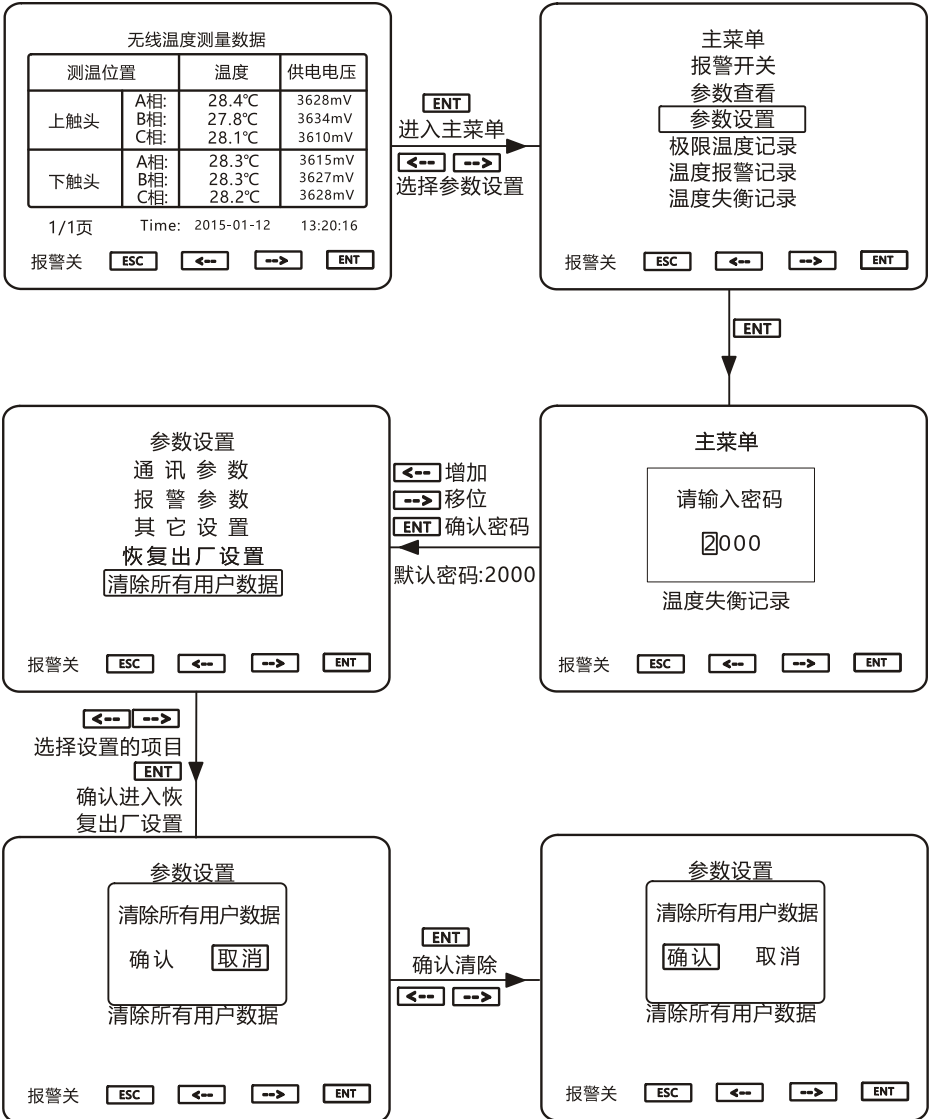 无线温度测量数据
测温位置 温度 供电电压
上触头 A相: 28.4℃ 3628mV
B相: 27.8℃ 3634mV
C相: 28.1℃ 3610mV
下触头 A相: 28.3℃ 3615mV
B相: 28.3℃ 3627mV
C相: 28.2℃ 3628mV
1/1页 Time: 2015-01-12 13:20:16
报警关 ESC <-- --> ENT
ENT
进入主菜单
<-- -->
选择参数设置
主菜单
报警开关
参数查看
参数设置
极限温度记录
温度报警记录
温度失衡记录
报警关 ESC <-- --> ENT
ENT
主菜单
请输入密码
2000
温度失衡记录
报警关 ESC <-- --> ENT
<-- 增加
--> 移位
ENT 确认密码
默认密码:2000
参数设置
通讯参数
报警参数
其它设置
恢复出厂设置
清除所有用户数据
报警关 ESC <-- --> ENT
<-- -->
选择设置的项目
ENT
确认进入恢
复出厂设置
参数设置
清除所有用户数据
确认 取消
清除所有用户数据
报警关 ESC <-- --> ENT
ENT
确认清除
<-- -->
参数设置
清除所有用户数据
确认 取消
清除所有用户数据
报警关 ESC <-- --> ENT